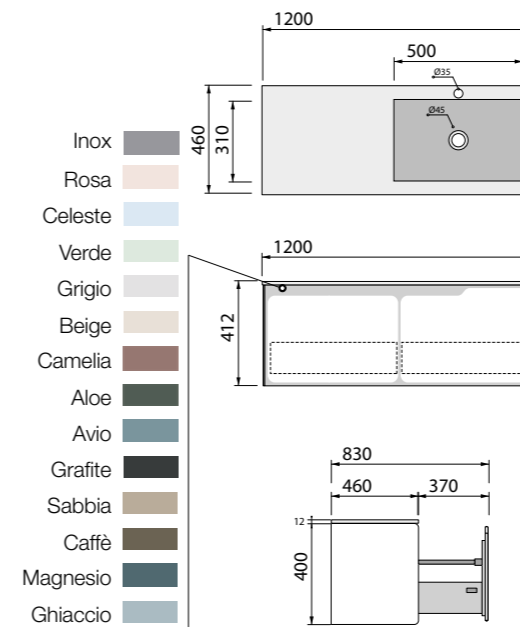 Inox
Rosa
Celeste
Verde
Grigio
Beige
Camelia
Aloe
Avio
Grafite
Sabbia
Caffè
Magnesio
Ghiaccio
1200
500
Ø35
460
310
Ø45
1200
412
830
460
370
12
400